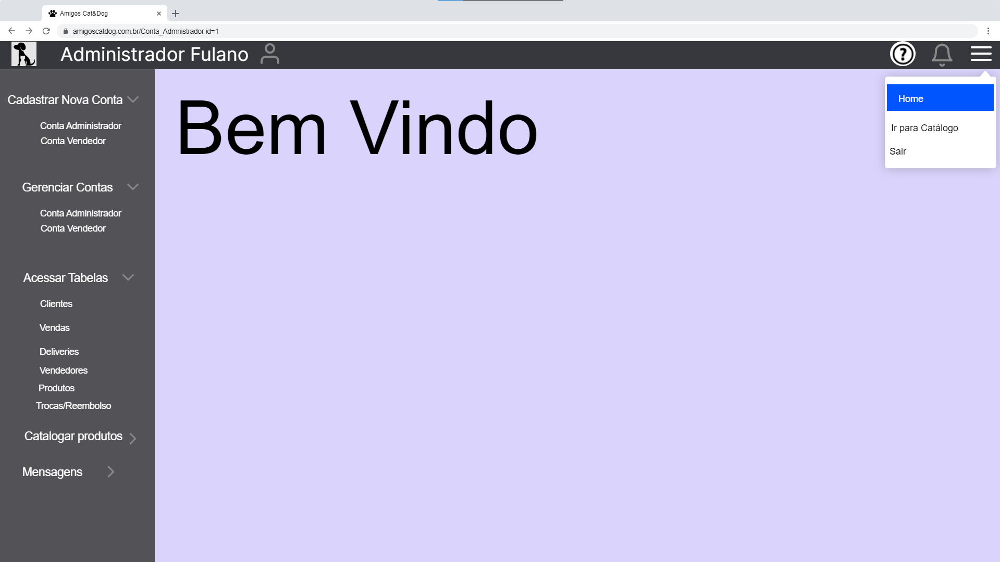 Amigos Cat&Dog
amigoscatdog.com.br/Conta_Admnistrador id=1
Administrador Fulano
?
Cadastrar Nova Conta
Conta Administrador
Conta Vendedor
Gerenciar Contas
Conta Administrador
Conta Vendedor
Acessar Tabelas
Clientes
Vendas
Deliveries
Vendedores
Produtos
Trocas/Reembolso
Catalogar produtos
Mensagens
Bem Vindo
Home
Ir para Catálogo
Sair